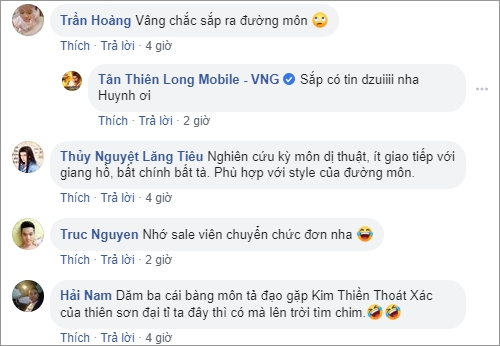 Trần Hoàng Vâng chắc sắp ra đường môn 🙄
Thích · Trả lời · 4 giờ
Tân Thiên Long Mobile - VNG Sắp có tin dzuiiii nha
Huynh ơi
Thích · Trả lời · 2 giờ
Thủy Nguyệt Lăng Tiêu Nghiên cứu kỳ môn dị thuật, ít giao tiếp với
giang hồ, bất chính bất tà. Phù hợp với style của đường môn.
Thích · Trả lời · 4 giờ
Truc Nguyen Nhớ sale viên chuyển chức đơn nha 😂
Thích · Trả lời · 2 giờ
Hải Nam Dăm ba cái bàng môn tả đạo gặp Kim Thiền Thoát Xác
của thiên sơn đại tỉ ta đây thì có mà lên trời tìm chim.🤣🤣
Thích · Trả lời · 4 giờ